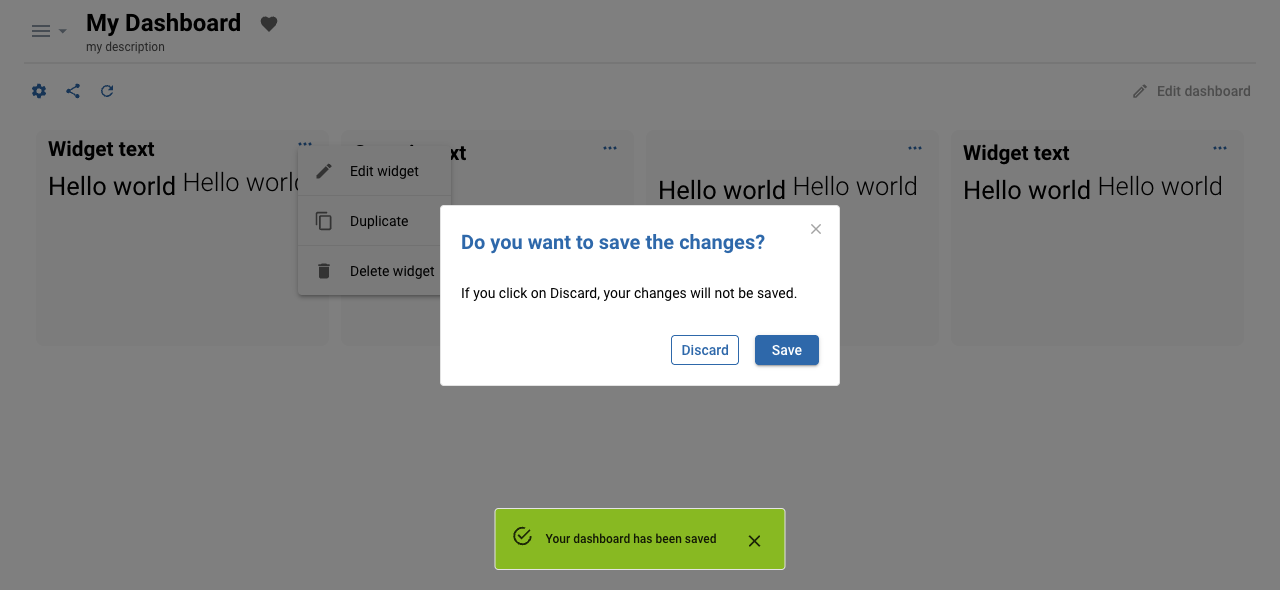 My Dashboard
my description
Edit dashboard
Widget text
Hello world Hello world
Edit widget
Duplicate
Delete widget
xt
Hello world Hello world
Widget text
Hello world Hello world
Do you want to save the changes?
If you click on Discard, your changes will not be saved.
Discard
Save
Your dashboard has been saved